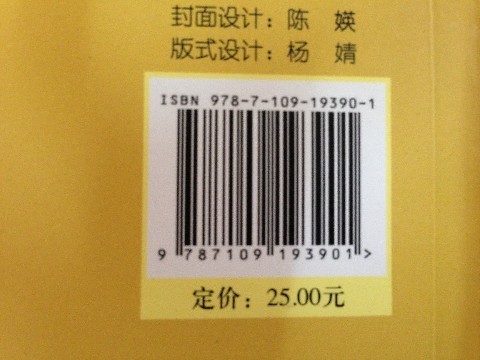 封面设计：陈 媖
版式设计：杨 婧
ISBN 978-7-109-19390-1
9 787109 193901 >
定价：25.00元